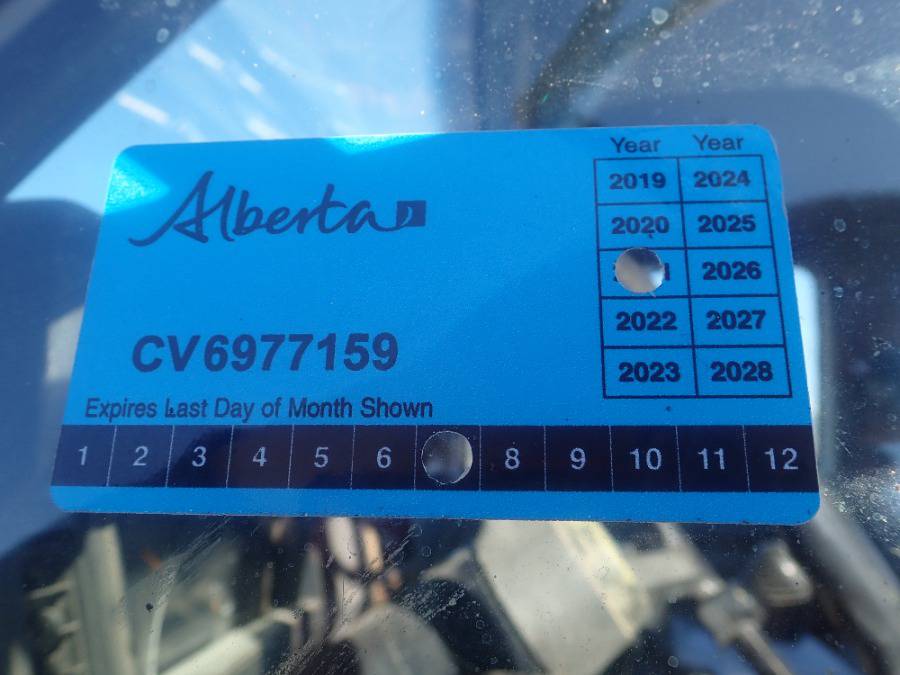 Alberta
Year Year
2019 2024
2020 2025
2026
2022 2027
2023 2028
CV6977159
Expires Last Day of Month Shown
1 2 3 4 5 6 8 9 10 11 12